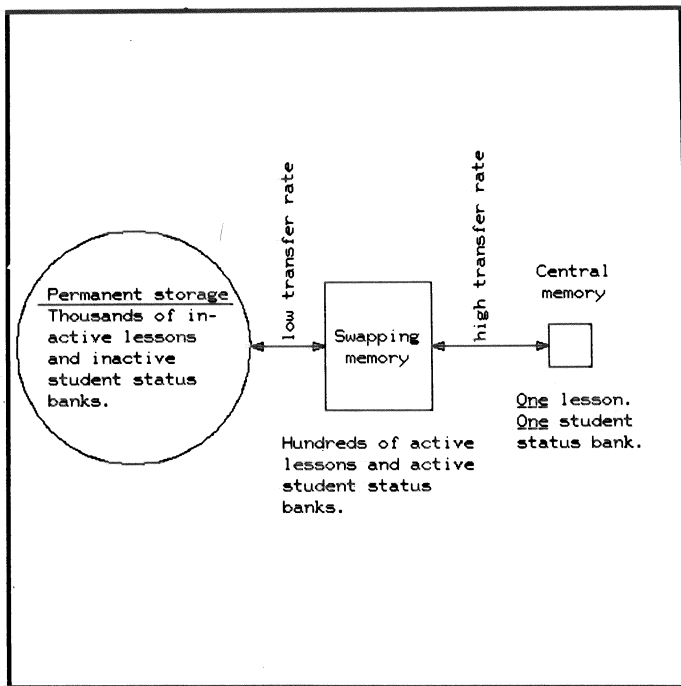 Permanent storage
Thousands of in-
active lessons
and inactive
student status
banks.
low transfer rate
Swapping
memory
Hundreds of active
lessons and active
student status
banks.
high transfer rate
Central
memory
One lesson.
One student
status bank.